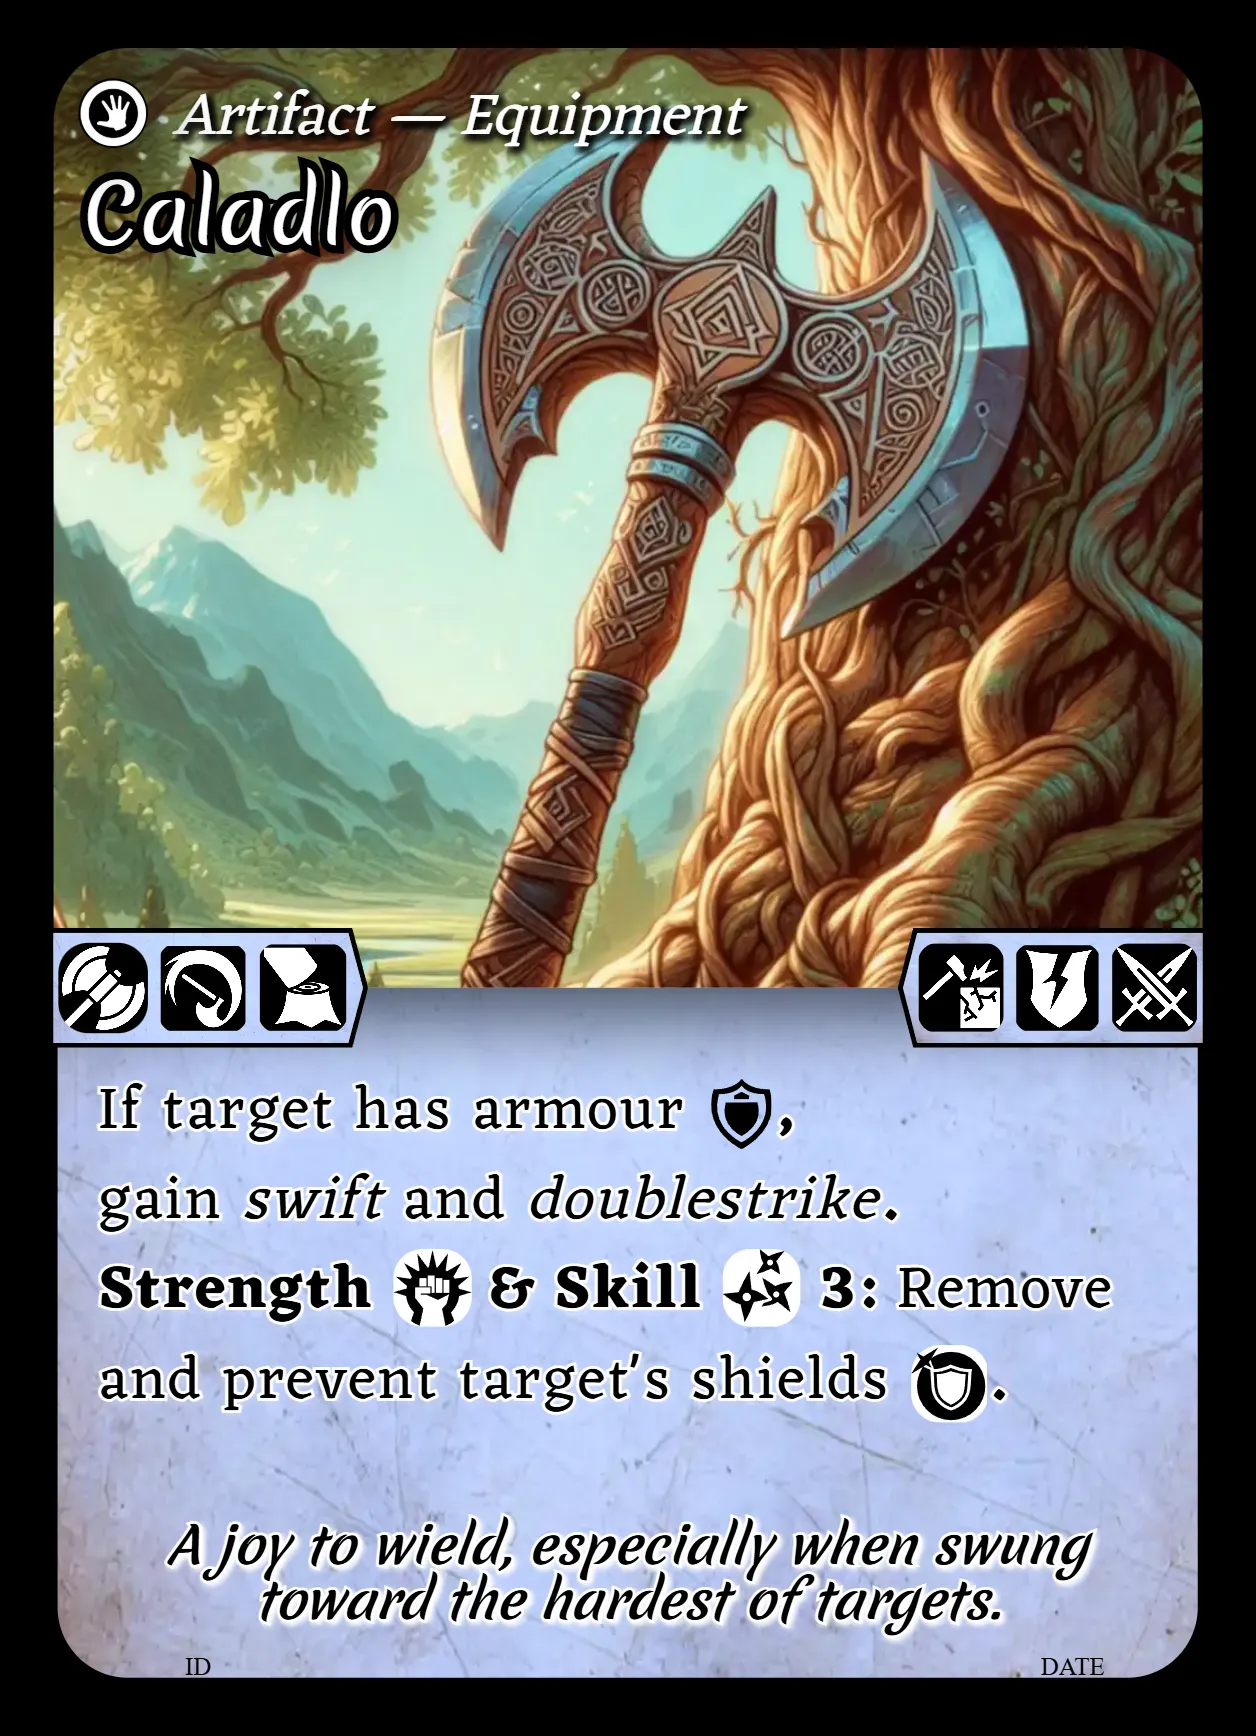 Artifact — Equipment
Caladlo
If target has armour ,
gain swift and doublestrike.
Strength & Skill 3: Remove
and prevent target's shields .
A joy to wield, especially when swung
toward the hardest of targets.
ID DATE